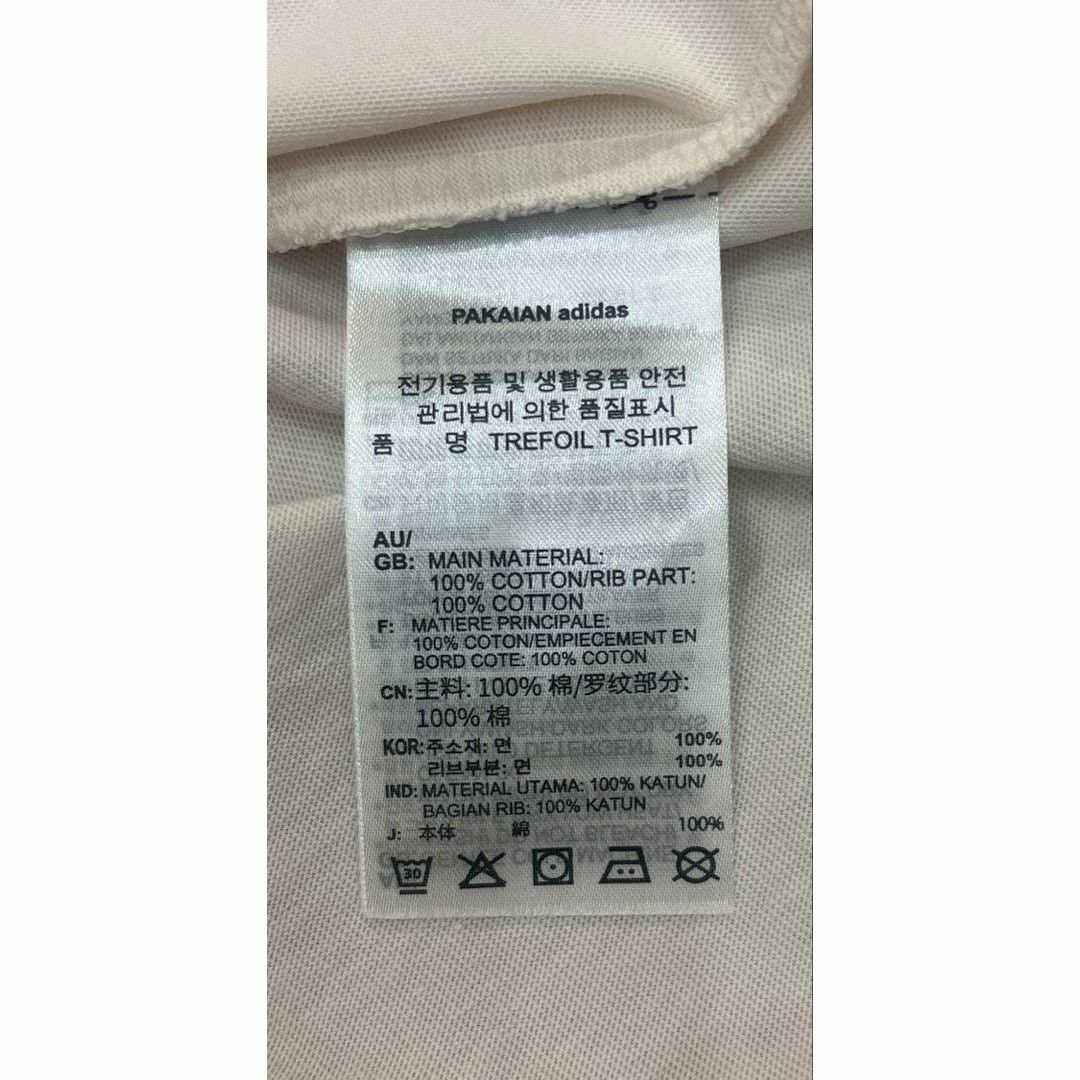 PAKAIAN adidas
전기용품 및 생활용품 안전
관리법에 의한 품질표시
품 명 TREFOIL T-SHIRT
AU/
GB: MAIN MATERIAL:
100% COTTON/RIB PART:
100% COTTON
F: MATIERE PRINCIPALE:
100% COTON/EMPIECEMENT EN
BORD COTE: 100% COTON
CN: 主料: 100% 棉/罗纹部分:
100% 棉
KOR: 주소재: 면 100%
리브부분: 면 100%
IND: MATERIAL UTAMA: 100% KATUN/
BAGIAN RIB: 100% KATUN
J: 本体 綿 100%
30